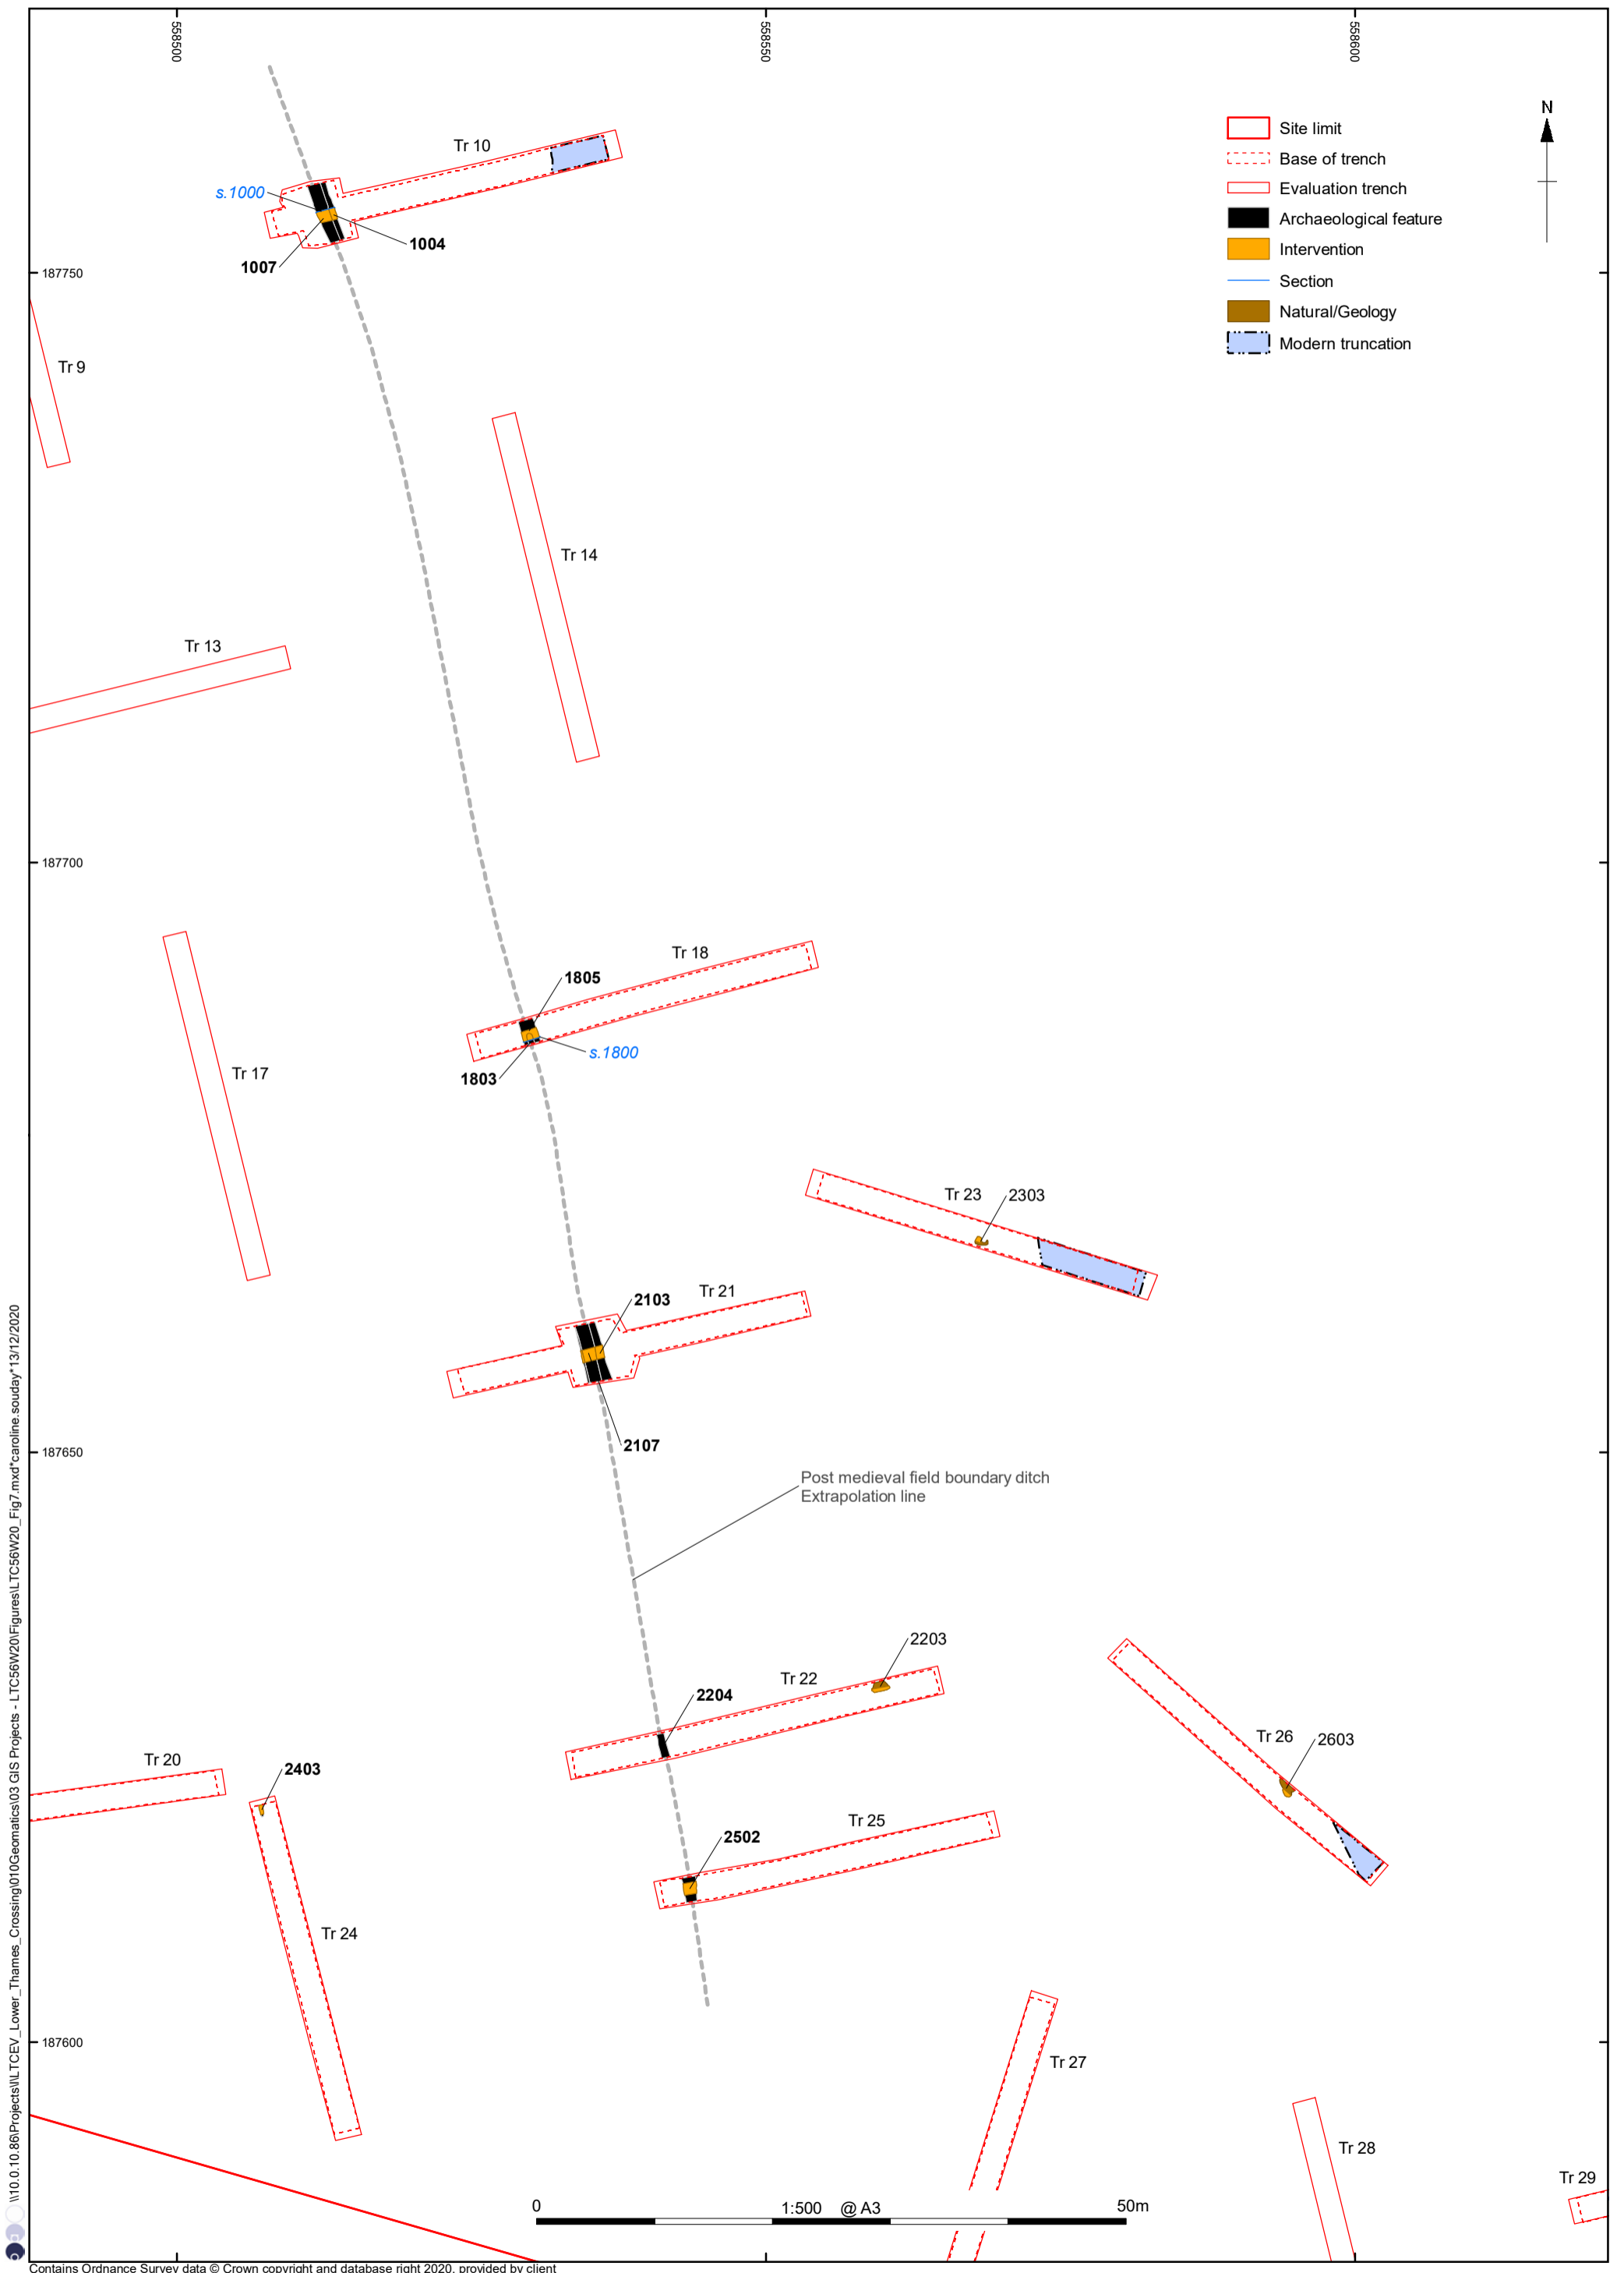 558500
558550
558600
N
Site limit
Base of trench
Evaluation trench
Archaeological feature
Intervention
Section
Natural/Geology
Modern truncation
Tr 10
s.1000
1004
1007
187750
Tr 9
Tr 14
Tr 13
187700
Tr 18
1805
s.1800
1803
Tr 17
Tr 23
2303
Tr 21
2103
2107
187650
Post medieval field boundary ditch
Extrapolation line
2203
Tr 22
2204
Tr 26
2603
Tr 20
2403
Tr 25
2502
Tr 24
187600
Tr 27
Tr 28
Tr 29
0
1:500 @ A3
50m
\\10.0.10.86\Projects\l\LTCEV_Lower_Thames_Crossing\010Geomatics\03 GIS Projects - LTC56W20\Figures\LTC56W20_Fig7.mxd*caroline.souday*13/12/2020
Contains Ordnance Survey data © Crown copyright and database right 2020, provided by client